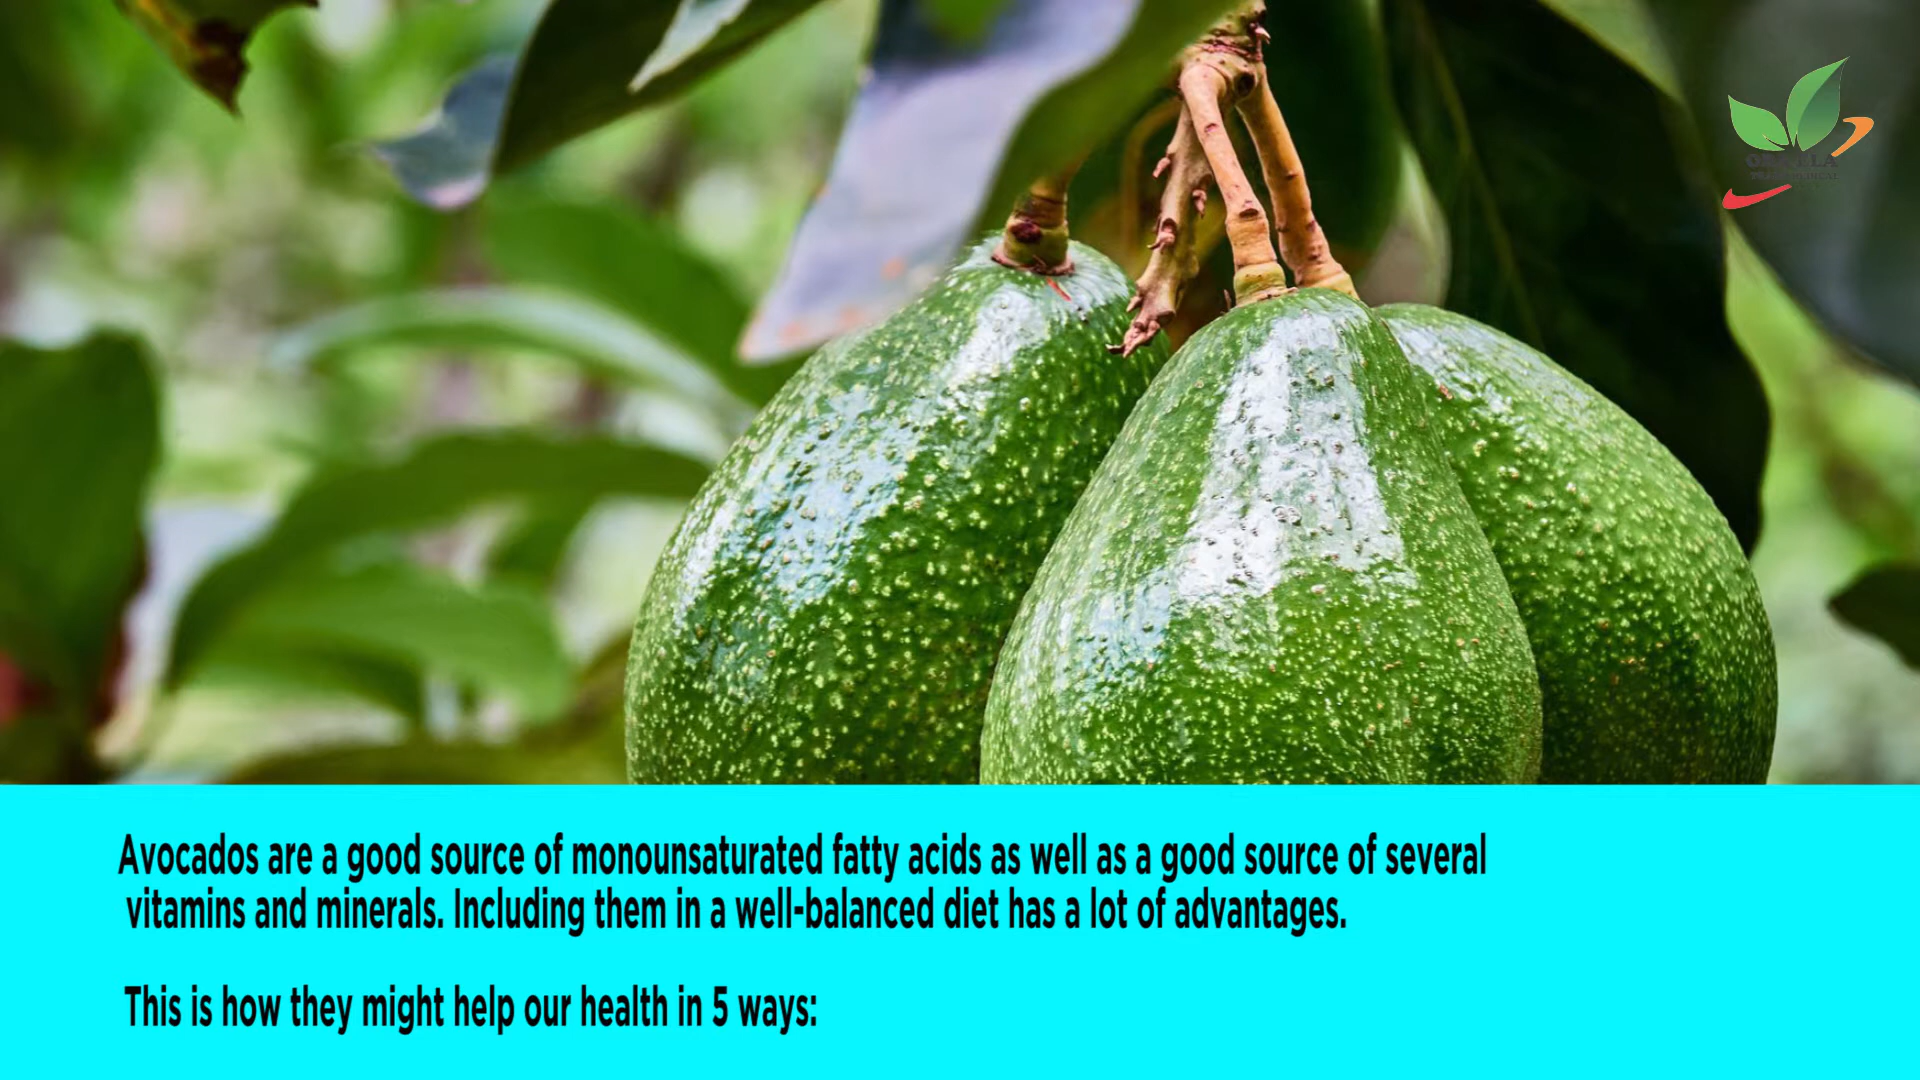 Avocados are a good source of monounsaturated fatty acids as well as a good source of several
vitamins and minerals. Including them in a well-balanced diet has a lot of advantages.
This is how they might help our health in 5 ways: